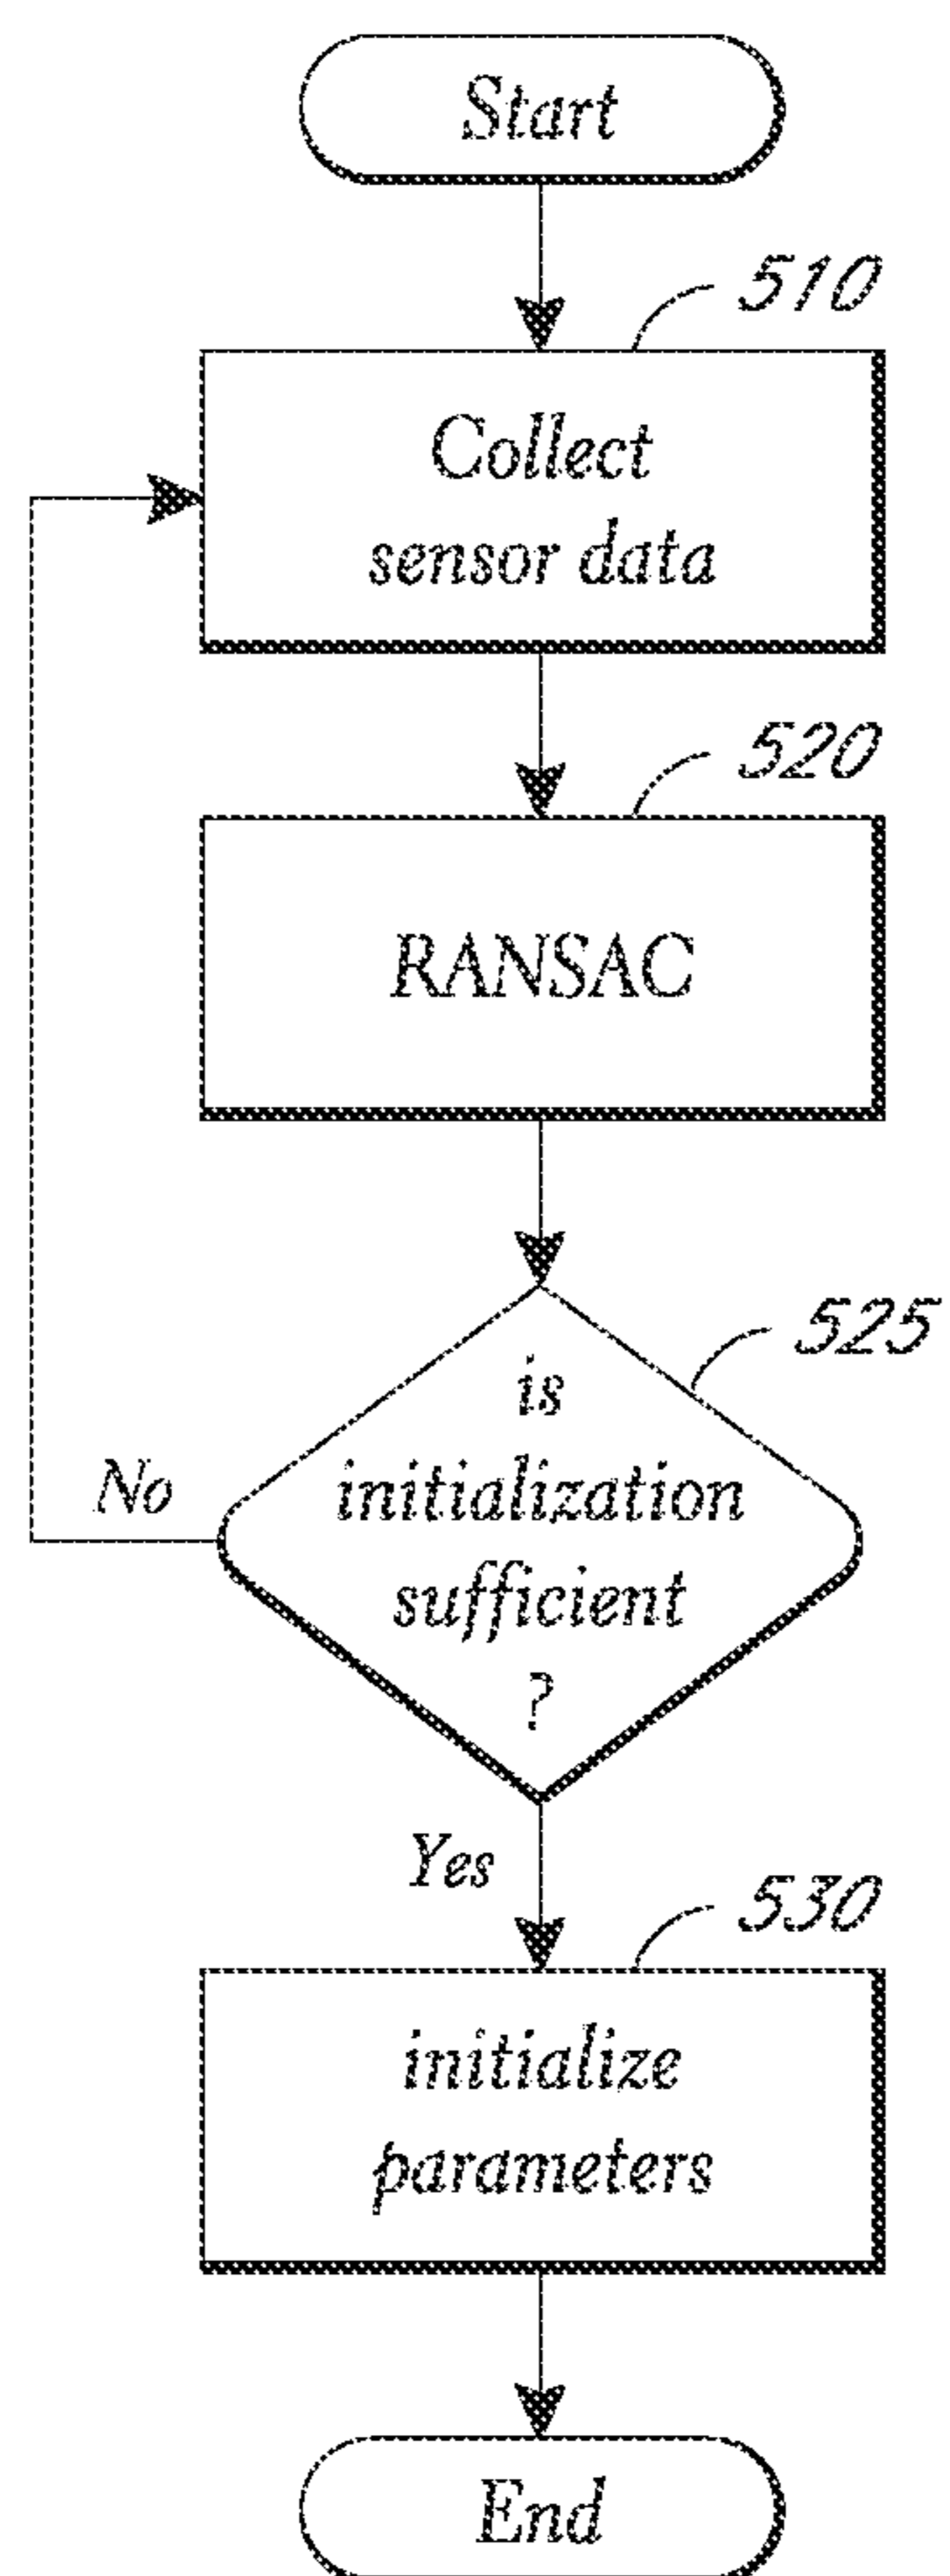 Start
510
Collect
sensor data
520
RANSAC
525
is
initialization
sufficient
?
No
Yes
530
initialize
parameters
End